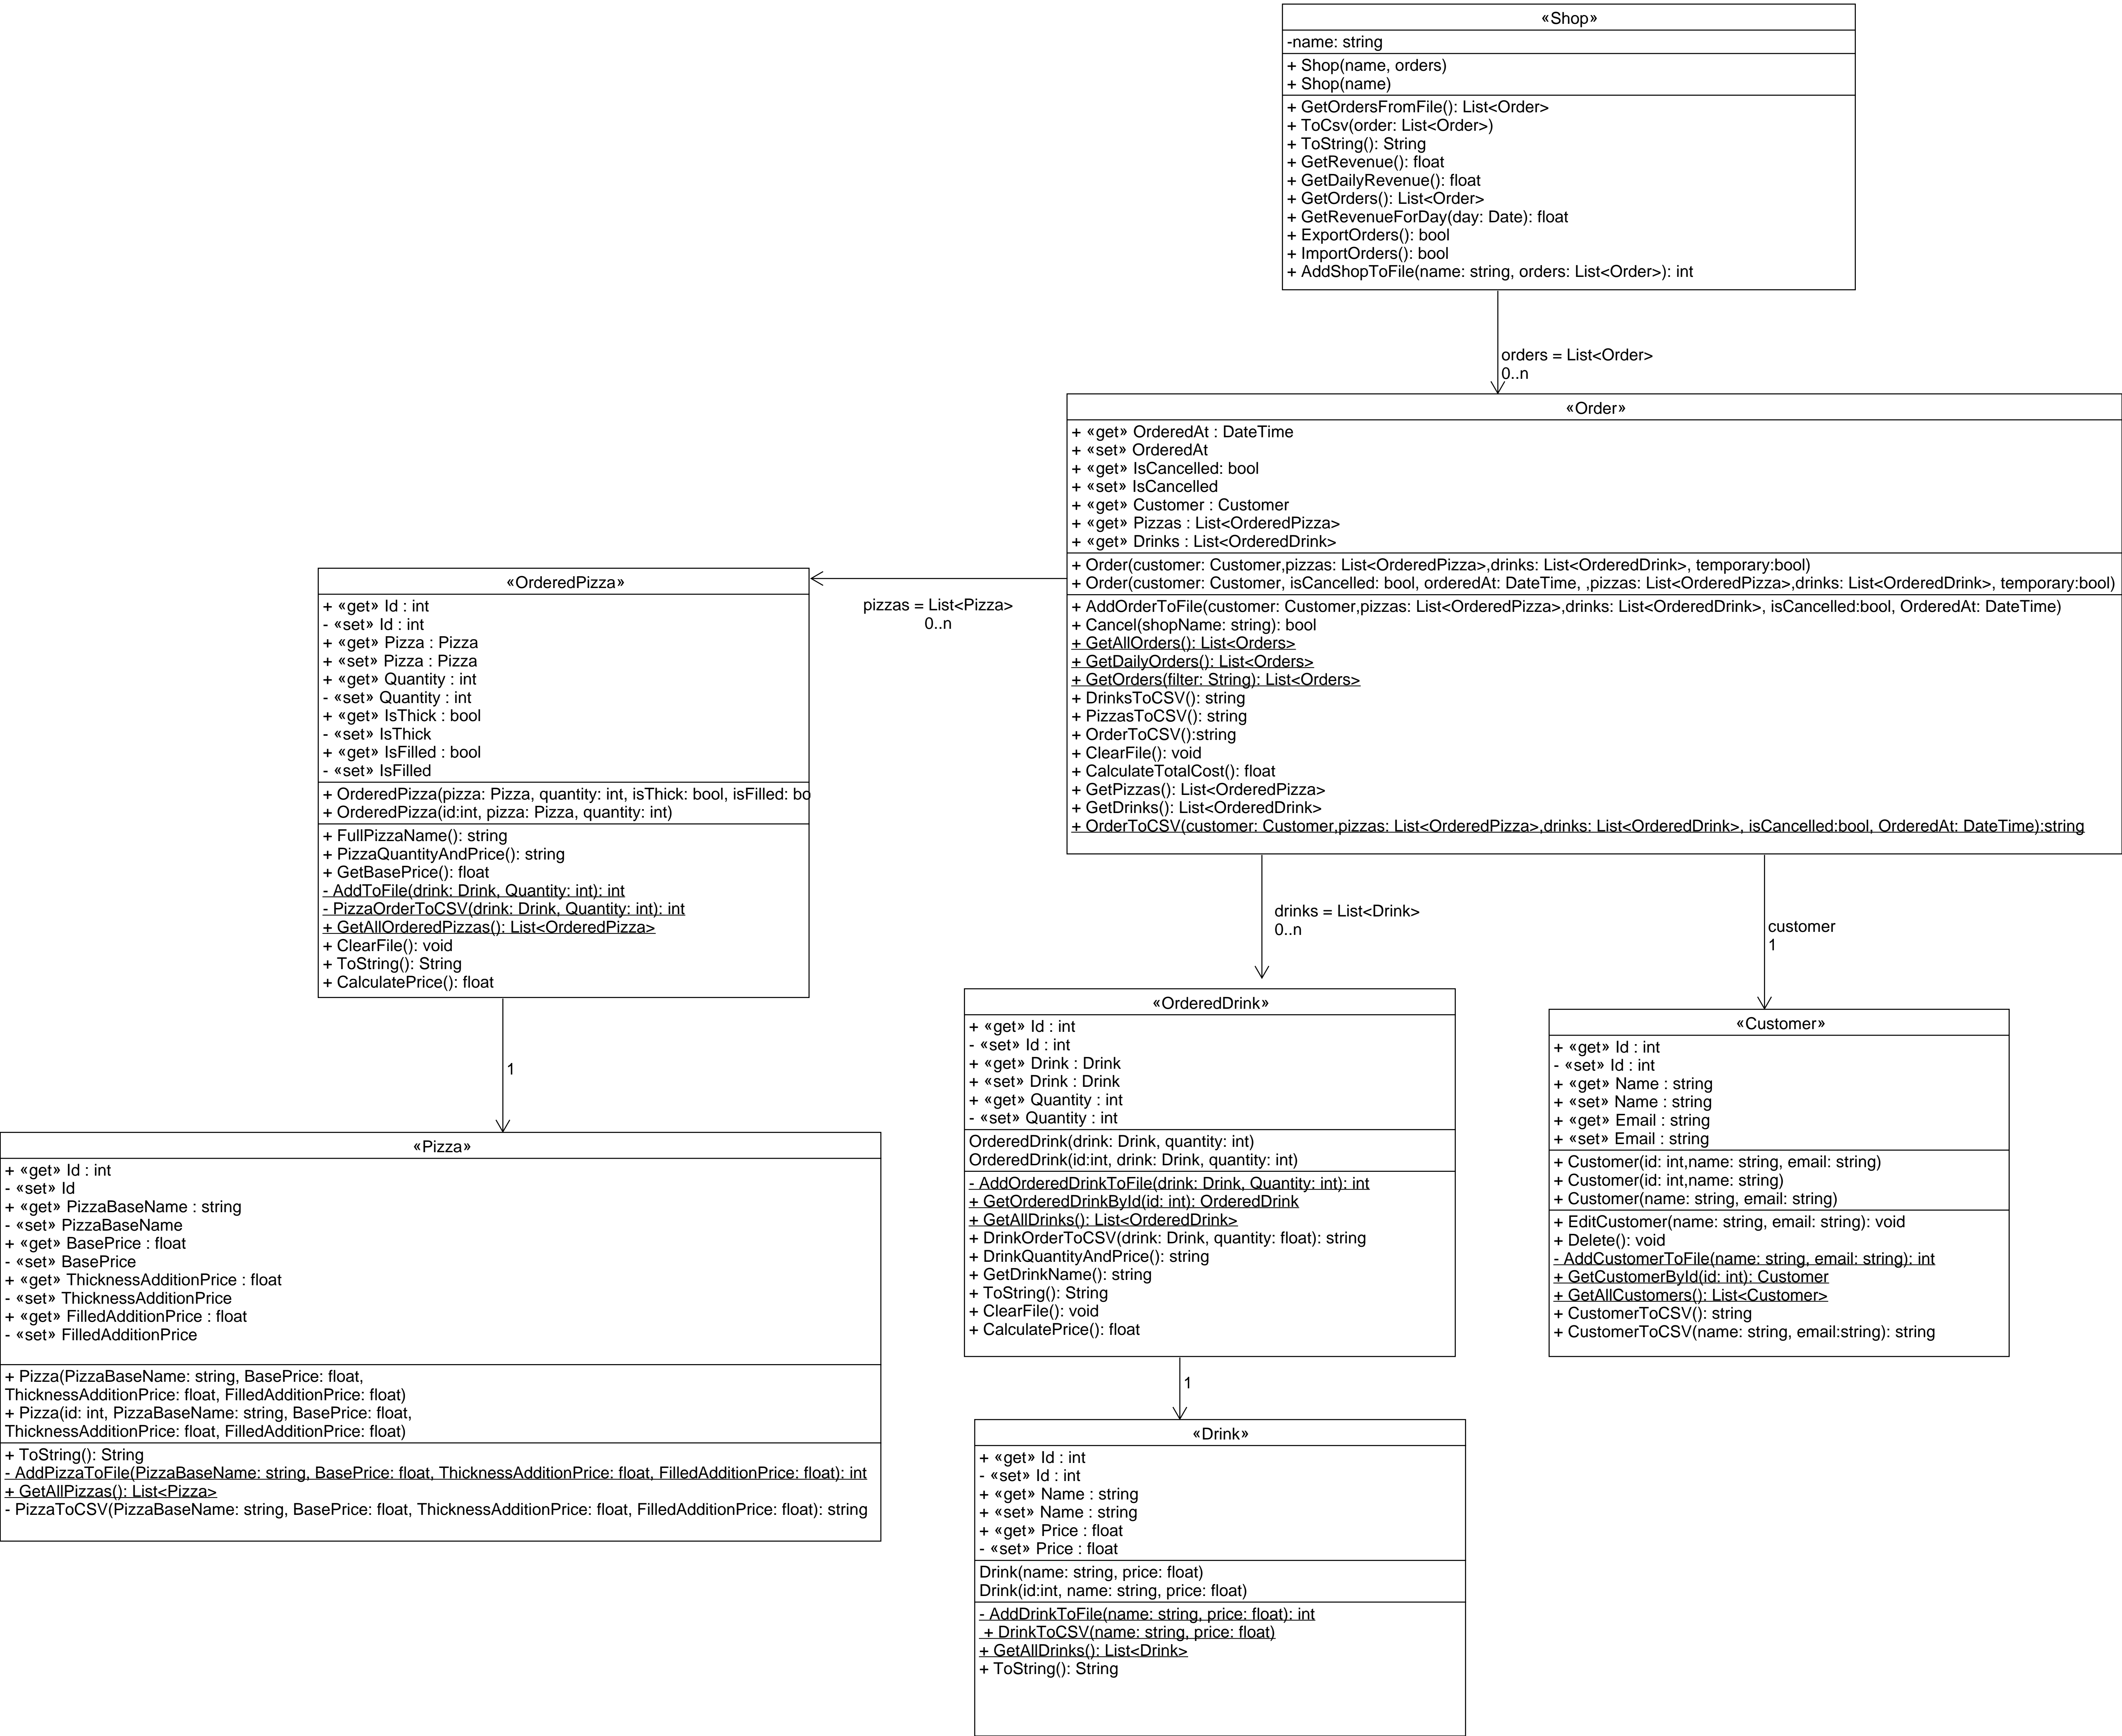 «Shop»
-name: string
+ Shop(name, orders)
+ Shop(name)
+ GetOrdersFromFile(): List<Order>
+ ToCsv(order: List<Order>)
+ ToString(): String
+ GetRevenue(): float
+ GetDailyRevenue(): float
+ GetOrders(): List<Order>
+ GetRevenueForDay(day: Date): float
+ ExportOrders(): bool
+ ImportOrders(): bool
+ AddShopToFile(name: string, orders: List<Order>): int
orders = List<Order>
0..n
«Order»
+ «get» OrderedAt : DateTime
+ «set» OrderedAt
+ «get» IsCancelled: bool
+ «set» IsCancelled
+ «get» Customer : Customer
+ «get» Pizzas : List<OrderedPizza>
+ «get» Drinks : List<OrderedDrink>
+ Order(customer: Customer,pizzas: List<OrderedPizza>,drinks: List<OrderedDrink>, temporary:bool)
+ Order(customer: Customer, isCancelled: bool, orderedAt: DateTime, ,pizzas: List<OrderedPizza>,drinks: List<OrderedDrink>, temporary:bool)
+ AddOrderToFile(customer: Customer,pizzas: List<OrderedPizza>,drinks: List<OrderedDrink>, isCancelled:bool, OrderedAt: DateTime)
+ Cancel(shopName: string): bool
+ GetAllOrders(): List<Orders>
+ GetDailyOrders(): List<Orders>
+ GetOrders(filter: String): List<Orders>
+ DrinksToCSV(): string
+ PizzasToCSV(): string
+ OrderToCSV():string
+ ClearFile(): void
+ CalculateTotalCost(): float
+ GetPizzas(): List<OrderedPizza>
+ GetDrinks(): List<OrderedDrink>
+ OrderToCSV(customer: Customer,pizzas: List<OrderedPizza>,drinks: List<OrderedDrink>, isCancelled:bool, OrderedAt: DateTime):string
pizzas = List<Pizza>
0..n
«OrderedPizza»
+ «get» Id : int
- «set» Id : int
+ «get» Pizza : Pizza
+ «set» Pizza : Pizza
+ «get» Quantity : int
- «set» Quantity : int
+ «get» IsThick : bool
- «set» IsThick
+ «get» IsFilled : bool
- «set» IsFilled
+ OrderedPizza(pizza: Pizza, quantity: int, isThick: bool, isFilled: bo
+ OrderedPizza(id:int, pizza: Pizza, quantity: int)
+ FullPizzaName(): string
+ PizzaQuantityAndPrice(): string
+ GetBasePrice(): float
- AddToFile(drink: Drink, Quantity: int): int
- PizzaOrderToCSV(drink: Drink, Quantity: int): int
+ GetAllOrderedPizzas(): List<OrderedPizza>
+ ClearFile(): void
+ ToString(): String
+ CalculatePrice(): float
1
«Pizza»
+ «get» Id : int
- «set» Id
+ «get» PizzaBaseName : string
- «set» PizzaBaseName
+ «get» BasePrice : float
- «set» BasePrice
+ «get» ThicknessAdditionPrice : float
- «set» ThicknessAdditionPrice
+ «get» FilledAdditionPrice : float
- «set» FilledAdditionPrice
+ Pizza(PizzaBaseName: string, BasePrice: float,
ThicknessAdditionPrice: float, FilledAdditionPrice: float)
+ Pizza(id: int, PizzaBaseName: string, BasePrice: float,
ThicknessAdditionPrice: float, FilledAdditionPrice: float)
+ ToString(): String
- AddPizzaToFile(PizzaBaseName: string, BasePrice: float, ThicknessAdditionPrice: float, FilledAdditionPrice: float): int
+ GetAllPizzas(): List<Pizza>
- PizzaToCSV(PizzaBaseName: string, BasePrice: float, ThicknessAdditionPrice: float, FilledAdditionPrice: float): string
drinks = List<Drink>
0..n
«OrderedDrink»
+ «get» Id : int
- «set» Id : int
+ «get» Drink : Drink
+ «set» Drink : Drink
+ «get» Quantity : int
- «set» Quantity : int
OrderedDrink(drink: Drink, quantity: int)
OrderedDrink(id:int, drink: Drink, quantity: int)
- AddOrderedDrinkToFile(drink: Drink, Quantity: int): int
+ GetOrderedDrinkById(id: int): OrderedDrink
+ GetAllDrinks(): List<OrderedDrink>
+ DrinkOrderToCSV(drink: Drink, quantity: float): string
+ DrinkQuantityAndPrice(): string
+ GetDrinkName(): string
+ ToString(): String
+ ClearFile(): void
+ CalculatePrice(): float
1
«Drink»
+ «get» Id : int
- «set» Id : int
+ «get» Name : string
+ «set» Name : string
+ «get» Price : float
- «set» Price : float
Drink(name: string, price: float)
Drink(id:int, name: string, price: float)
- AddDrinkToFile(name: string, price: float): int
+ DrinkToCSV(name: string, price: float)
+ GetAllDrinks(): List<Drink>
+ ToString(): String
customer
1
«Customer»
+ «get» Id : int
- «set» Id : int
+ «get» Name : string
+ «set» Name : string
+ «get» Email : string
+ «set» Email : string
+ Customer(id: int,name: string, email: string)
+ Customer(id: int,name: string)
+ Customer(name: string, email: string)
+ EditCustomer(name: string, email: string): void
+ Delete(): void
- AddCustomerToFile(name: string, email: string): int
+ GetCustomerById(id: int): Customer
+ GetAllCustomers(): List<Customer>
+ CustomerToCSV(): string
+ CustomerToCSV(name: string, email:string): string